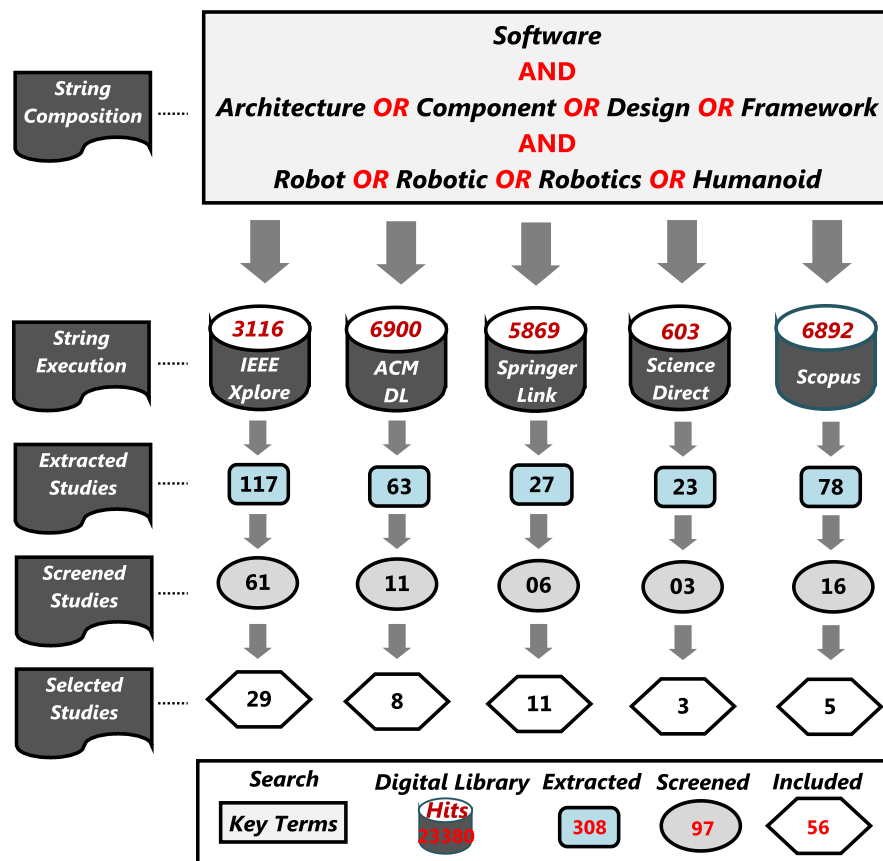 Software
AND
Architecture OR Component OR Design OR Framework
AND
Robot OR Robotic OR Robotics OR Humanoid
String
Composition
String
Execution
3116
IEEE
Xplore
6900
ACM
DL
5869
Springer
Link
603
Science
Direct
6892
Scopus
Extracted
Studies
117
63
27
23
78
Screened
Studies
61
11
06
03
16
Selected
Studies
29
8
11
3
5
Search
Key Terms
Digital Library
Hits
23380
Extracted
308
Screened
97
Included
56